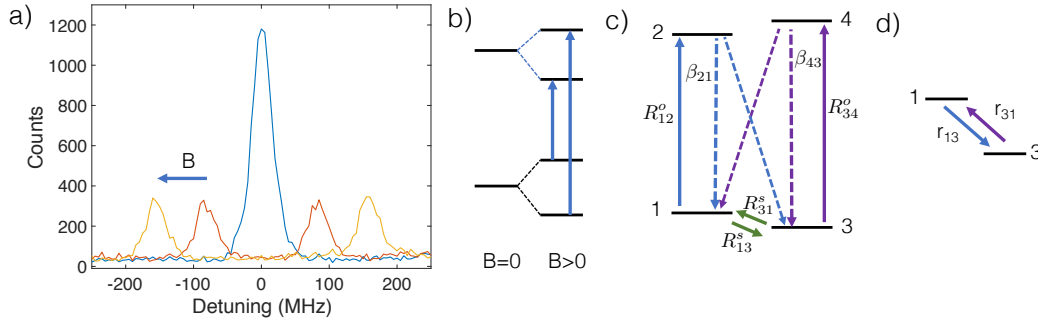 a)
Counts
1200
1000
800
600
400
200
0
B
-200
-100
0
100
200
Detuning (MHz)
b)
B=0
B>0
c)
2
4
β21
β43
R^o_12
R^o_34
1
R^s_31
R^s_13
3
d)
1
r31
r13
3